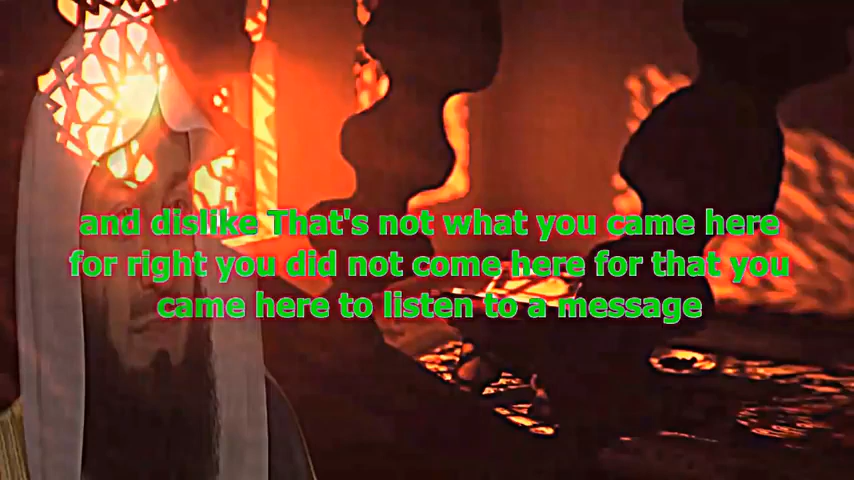 and dislike That's not what you came here
for right you did not come here for that you
came here to listen to a message